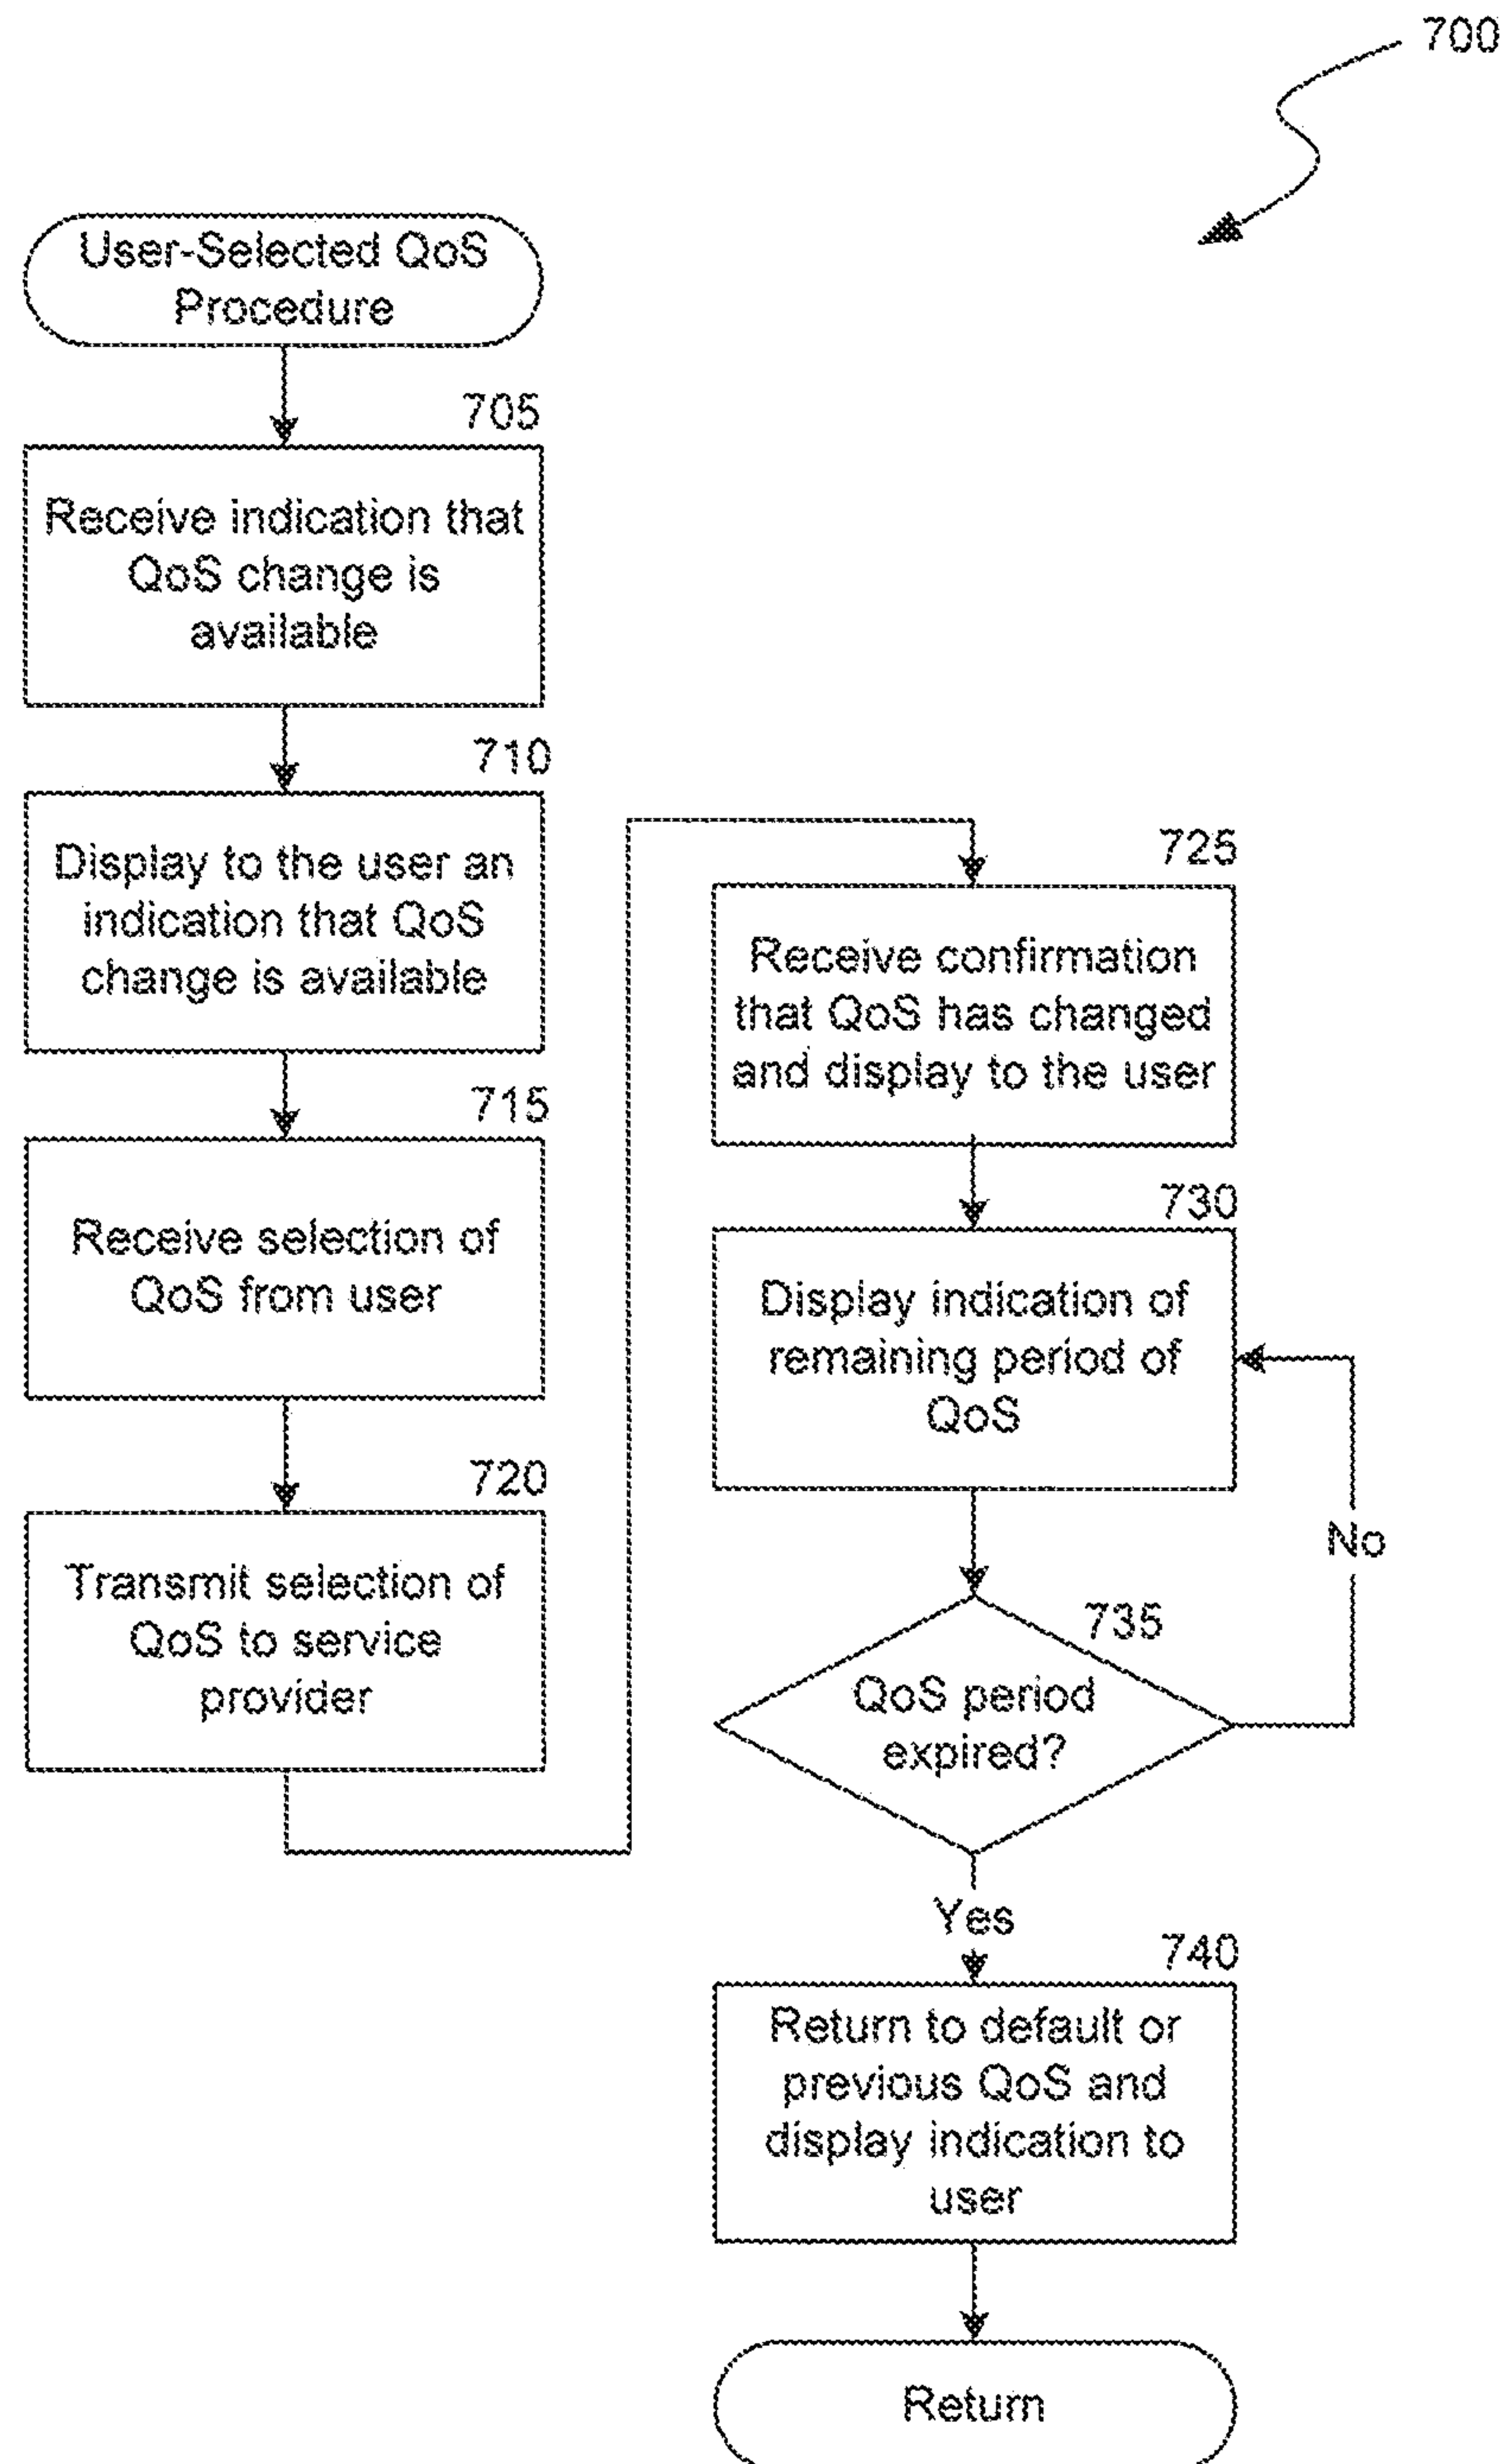 700
User-Selected QoS
Procedure
705
Receive indication that
QoS change is
available
710
Display to the user an
indication that QoS
change is available
715
Receive selection of
QoS from user
720
Transmit selection of
QoS to service
provider
725
Receive confirmation
that QoS has changed
and display to the user
730
Display indication of
remaining period of
QoS
No
735
QoS period
expired?
Yes
740
Return to default or
previous QoS and
display indication to
user
Return